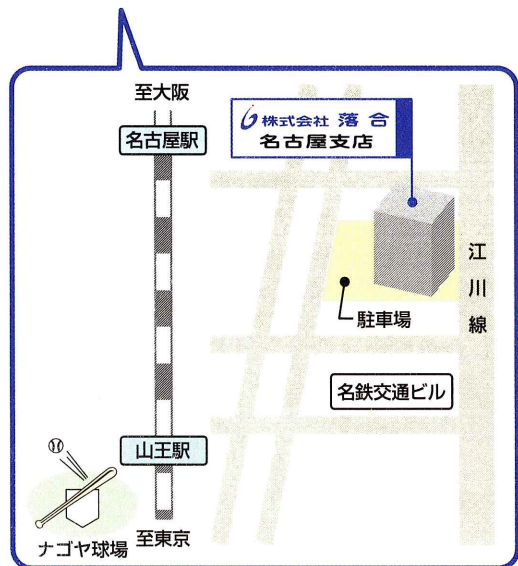 至大阪
名古屋駅
株式会社 落合
名古屋支店
江川線
駐車場
名鉄交通ビル
山王駅
ナゴヤ球場
至東京